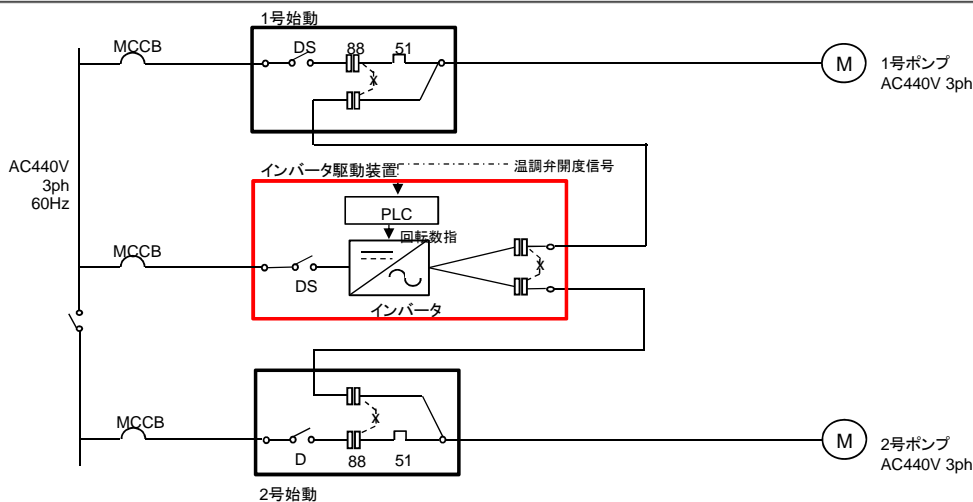 1号始動
MCCB
DS
88
51
M
1号ポンプ
AC440V 3ph
AC440V
3ph
60Hz
インバータ駆動装置
温調弁開度信号
PLC
回転数指
MCCB
DS
インバータ
MCCB
D
88
51
M
2号ポンプ
AC440V 3ph
2号始動